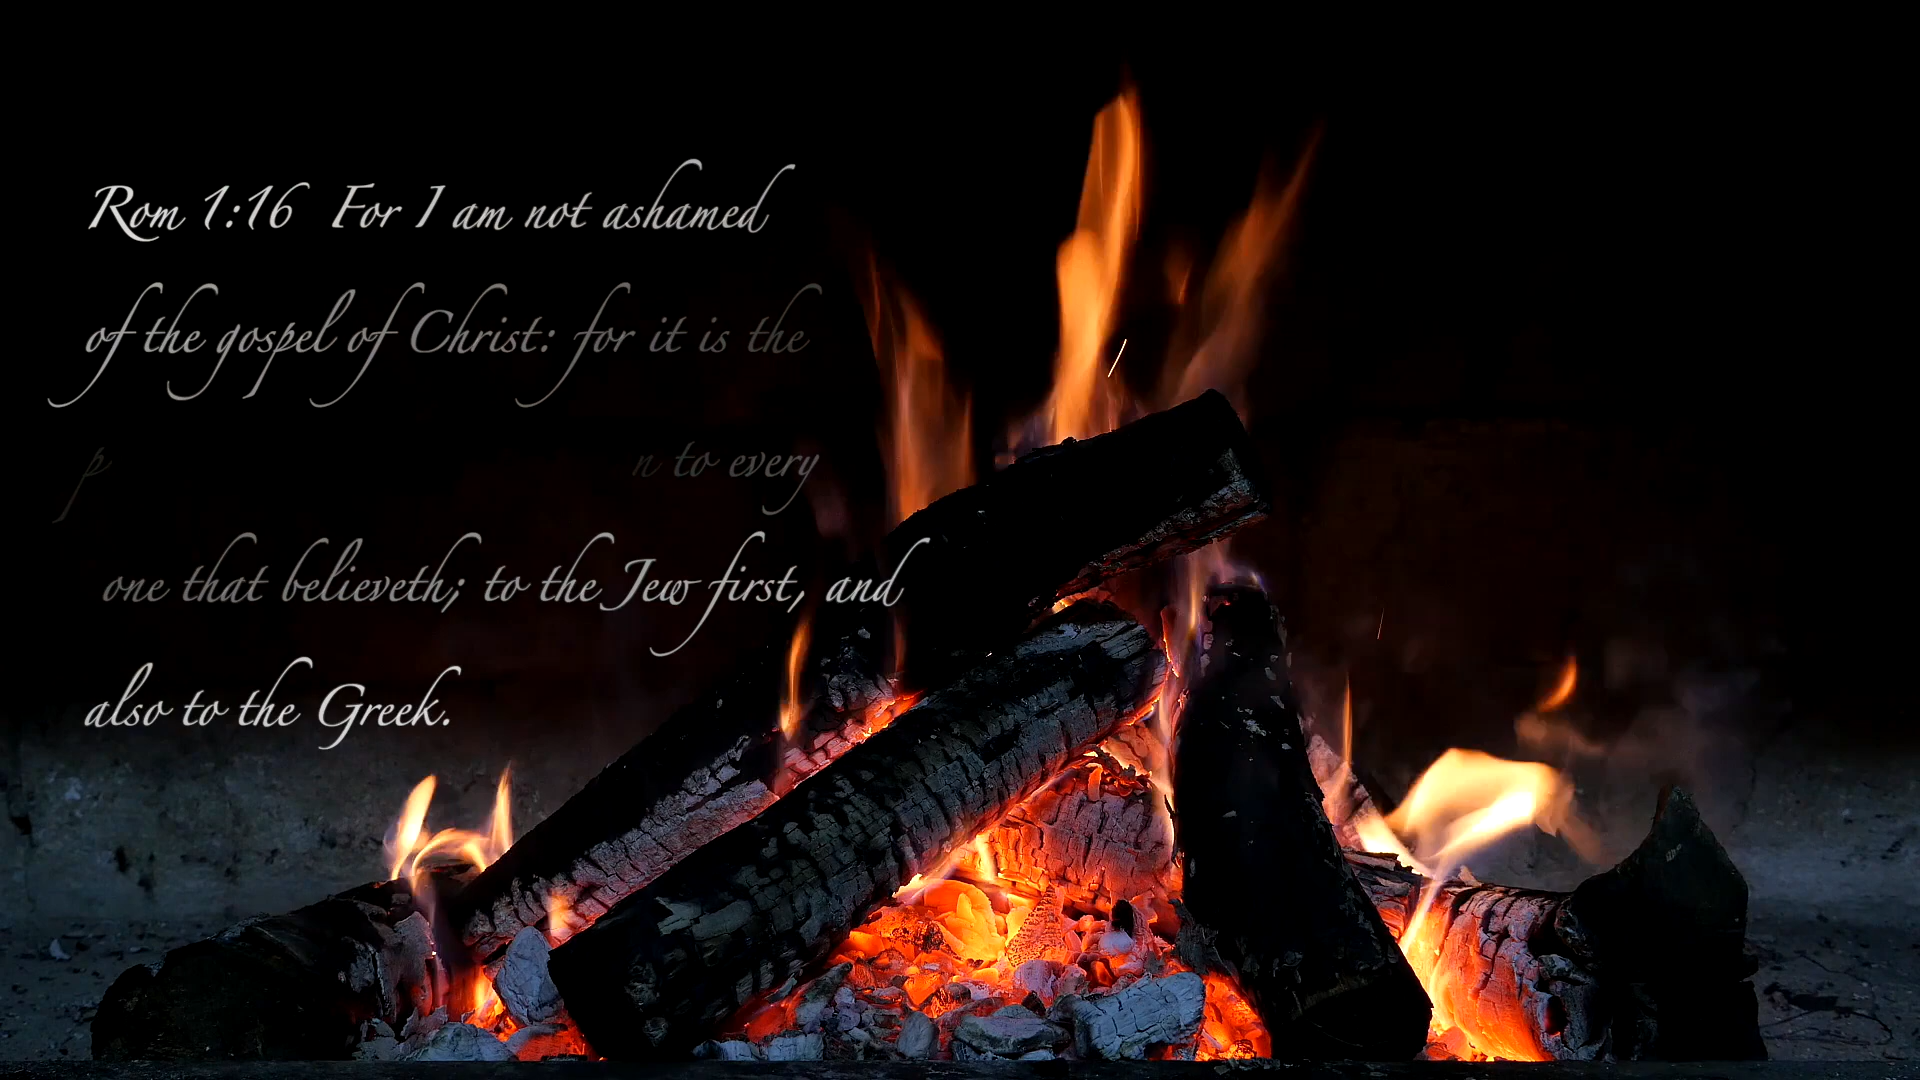 Rom 1:16 For I am not ashamed
of the gospel of Christ: for it is the
to every
one that believeth; to the Jew first, and
also to the Greek.